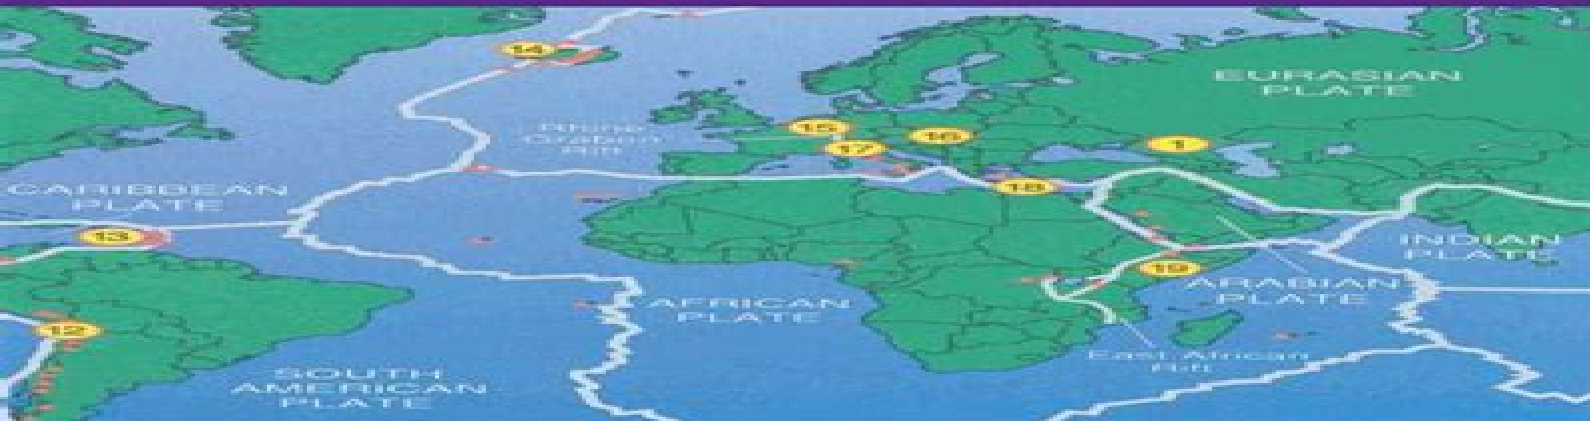 14
EURASIAN
PLATE
15
16
Rhine
Graben
Rift
17
1
CARIBBEAN
PLATE
18
13
INDIAN
PLATE
19
ARABIAN
PLATE
AFRICAN
PLATE
12
East African
Rift
SOUTH
AMERICAN
PLATE